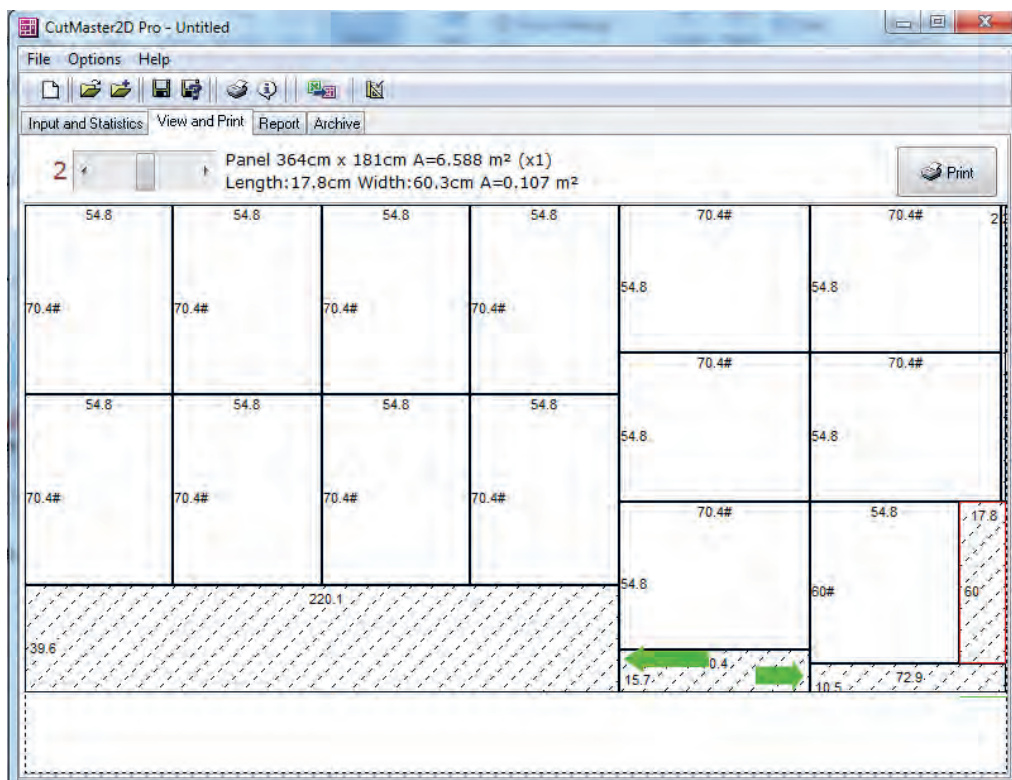 CutMaster2D Pro - Untitled
File Options Help
Input and Statistics View and Print Report Archive
2 Panel 364cm x 181cm A=6.588 m² (x1)
Length:17.8cm Width:60.3cm A=0.107 m²
Print
54.8 54.8 54.8 54.8 70.4# 70.4#
54.8 54.8
70.4# 70.4# 70.4# 70.4#
70.4# 70.4#
54.8 54.8 54.8 54.8
54.8 54.8
70.4# 70.4# 70.4# 70.4#
70.4# 54.8 17.8
54.8 60# 60
220.1
39.6
15.7 0.4 10.5 72.9